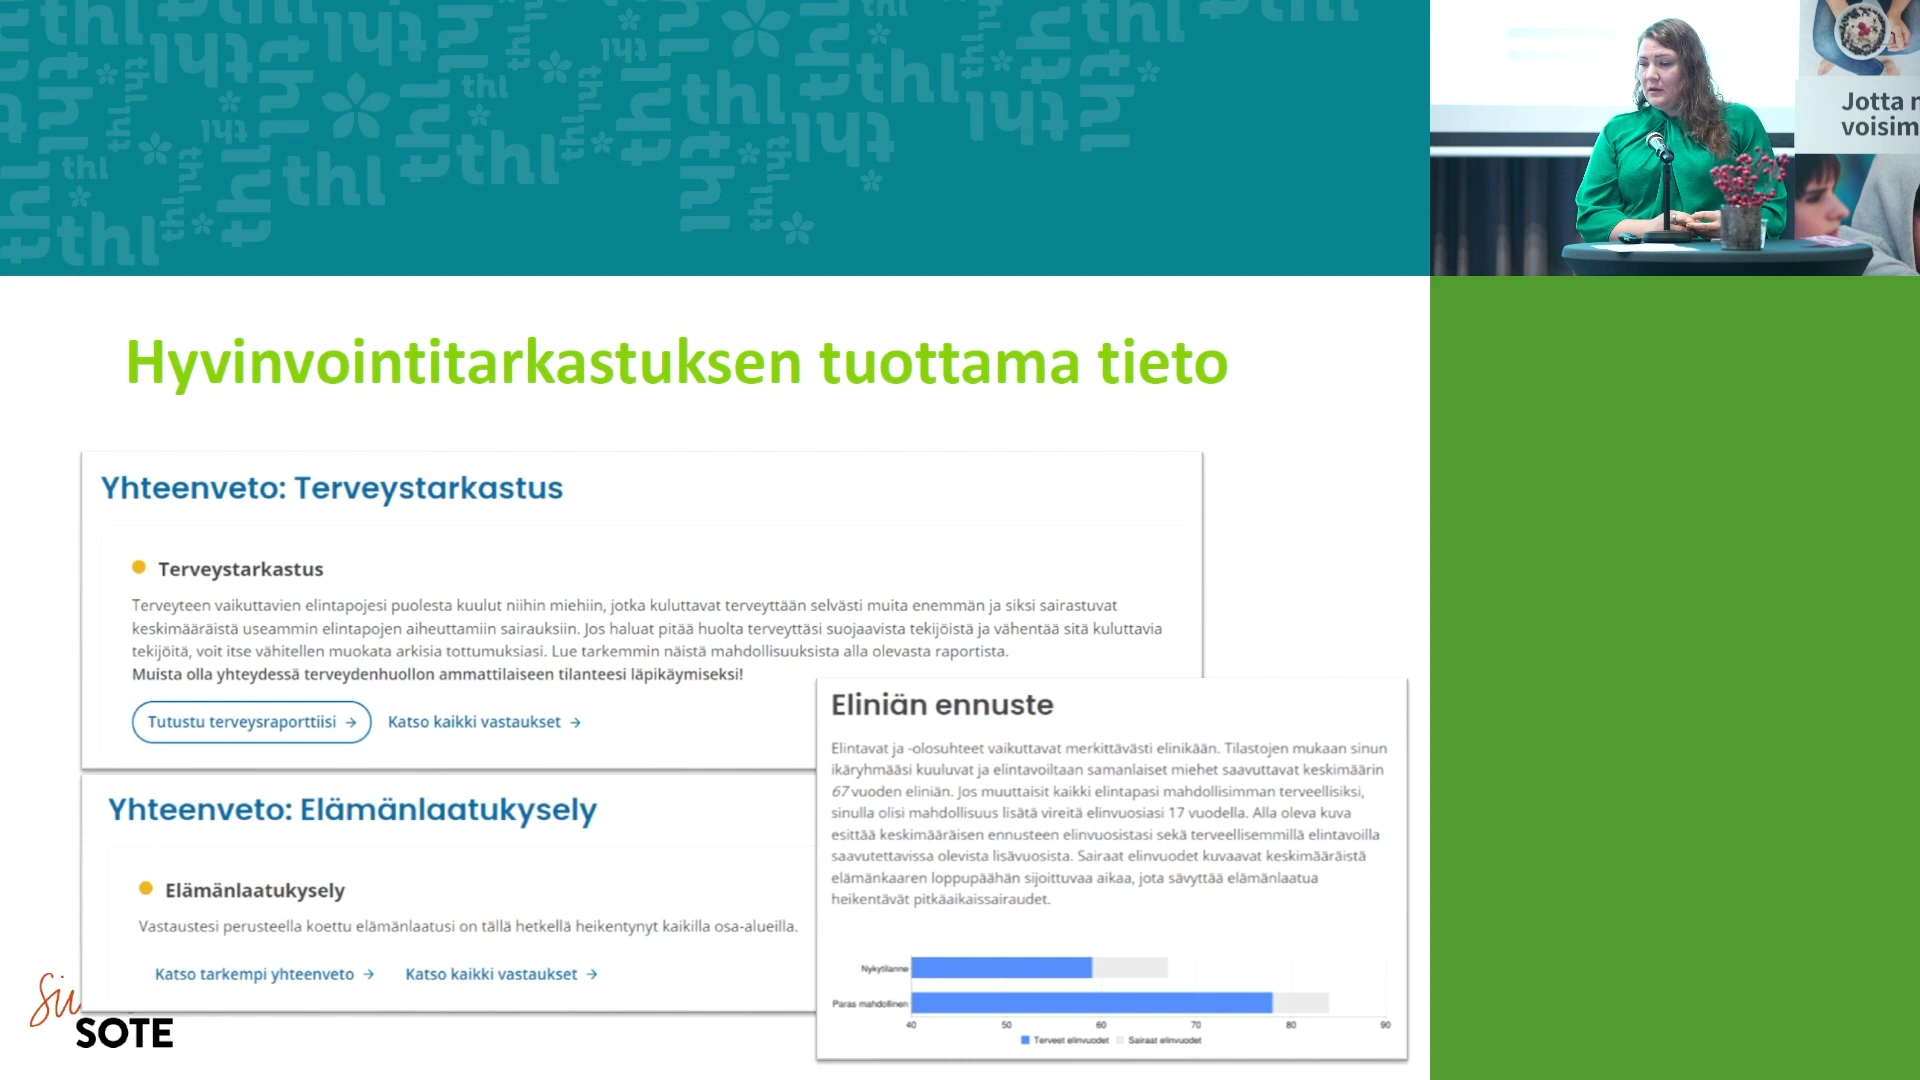 thl
Jotta
voisim
Hyvinvointitarkastuksen tuottama tieto
Yhteenveto: Terveystarkastus
Terveystarkastus
Terveyteen vaikuttavien elintapojesi puolesta kuulut niihin miehiin, jotka kuluttavat terveyttään selvästi muita enemmän ja siksi sairastuvat
keskimääräistä useammin elintapojen aiheuttamiin sairauksiin. Jos haluat pitää huolta terveyttäsi suojaavista tekijöistä ja vähentää sitä kuluttavia
tekijöitä, voit itse vähitellen muokata arkisia tottumuksiasi. Lue tarkemmin näistä mahdollisuuksista alla olevasta raportista.
Muista olla yhteydessä terveydenhuollon ammattilaiseen tilanteesi läpikäymiseksi!
Tutustu terveysraporttiisi → Katso kaikki vastaukset →
Yhteenveto: Elämänlaatukysely
Elämänlaatukysely
Vastaustesi perusteella koettu elämänlaatusi on tällä hetkellä heikentynyt kaikilla osa-alueilla.
Katso tarkempi yhteenveto → Katso kaikki vastaukset →
Eliniän ennuste
Elintavat ja -olosuhteet vaikuttavat merkittävästi elinikään. Tilastojen mukaan sinun
ikäryhmääsi kuuluvat ja elintavoiltaan samanlaiset miehet saavuttavat keskimäärin
67 vuoden eliniän. Jos muuttaisit kaikki elintapasi mahdollisimman terveellisiksi,
sinulla olisi mahdollisuus lisätä vireitä elinvuosiasi 17 vuodella. Alla oleva kuva
esittää keskimääräisen ennusteen elinvuosistasi sekä terveellisemmillä elintavoilla
saavutettavissa olevista lisävuosista. Sairaat elinvuodet kuvaavat keskimääräistä
elämänkaaren loppupäähän sijoittuvaa aikaa, jota sävyttää elämänlaatua
heikentävät pitkäaikaissairaudet.
Nykytilanne
Paras mahdollinen
40 50 60 70 80 90
Terveet elinvuodet Sairaat elinvuodet
SOTE